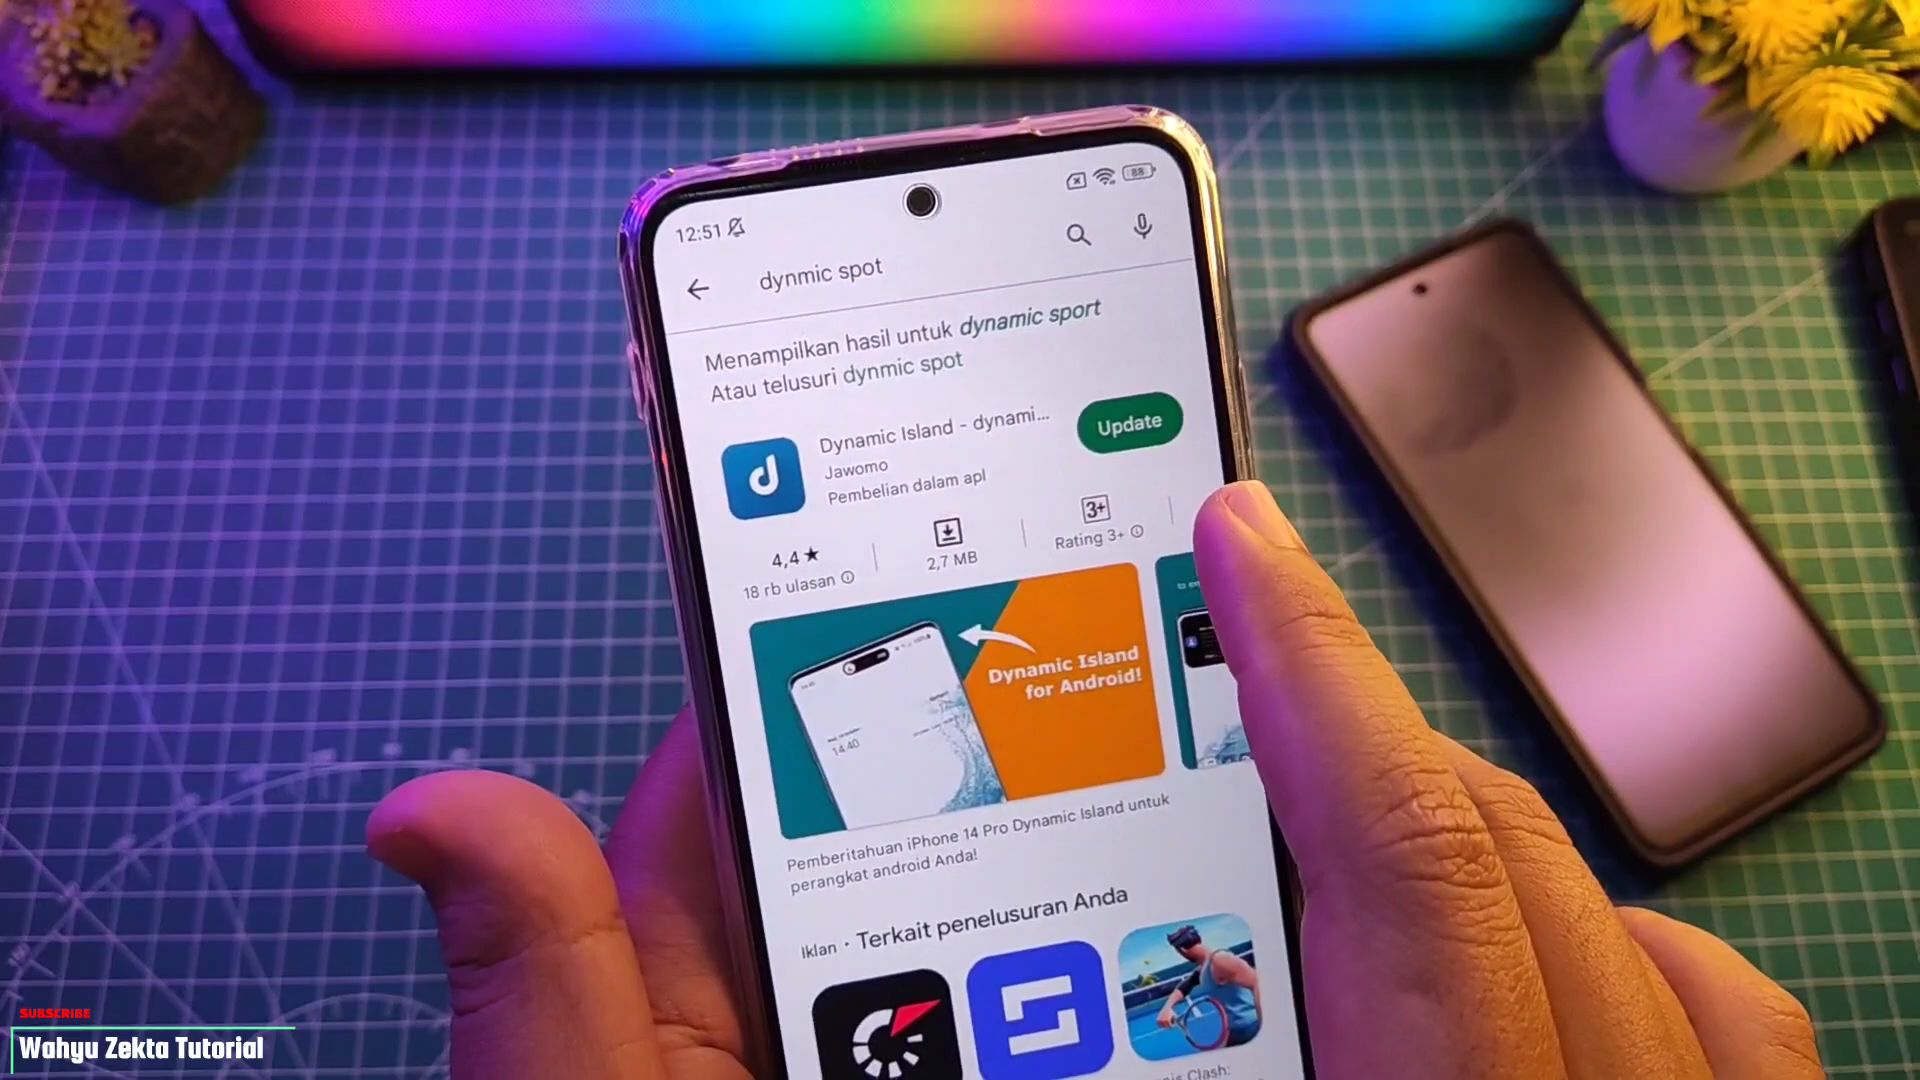 12:51
88
dynmic spot
Menampilkan hasil untuk dynamic sport
Atau telusuri dynmic spot
Dynamic Island - dynami...
Jawomo
Pembelian dalam apl
Update
4,4★
18 rb ulasan
2,7 MB
3+
Rating 3+
Dynamic Island
for Android!
14:40
Pemberitahuan iPhone 14 Pro Dynamic Island untuk
perangkat android Anda!
Iklan · Terkait penelusuran Anda
Clash:
SUBSCRIBE
Wahyu Zekta Tutorial